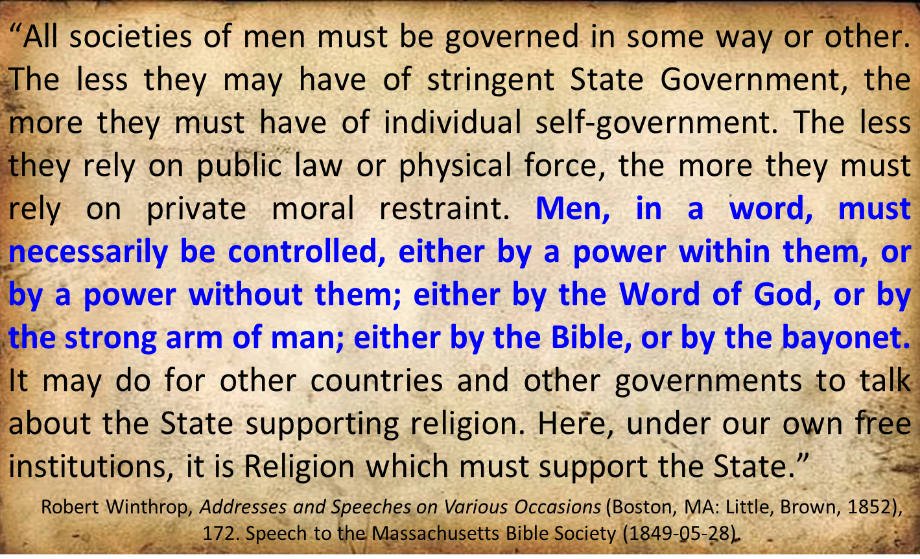 “All societies of men must be governed in some way or other.
The less they may have of stringent State Government, the
more they must have of individual self-government. The less
they rely on public law or physical force, the more they must
rely on private moral restraint. Men, in a word, must
necessarily be controlled, either by a power within them, or
by a power without them; either by the Word of God, or by
the strong arm of man; either by the Bible, or by the bayonet.
It may do for other countries and other governments to talk
about the State supporting religion. Here, under our own free
institutions, it is Religion which must support the State.”
Robert Winthrop, Addresses and Speeches on Various Occasions (Boston, MA: Little, Brown, 1852),
172. Speech to the Massachusetts Bible Society (1849-05-28).